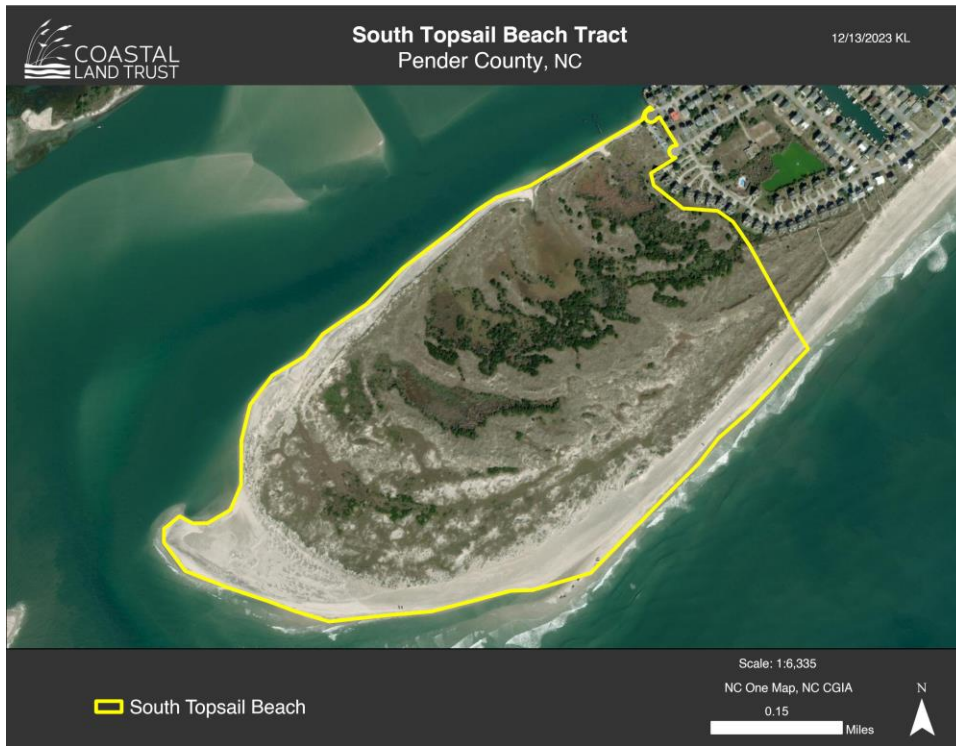 COASTAL
LAND TRUST
South Topsail Beach Tract
Pender County, NC
12/13/2023 KL
South Topsail Beach
Scale: 1:6,335
NC One Map, NC CGIA
0.15
Miles
N